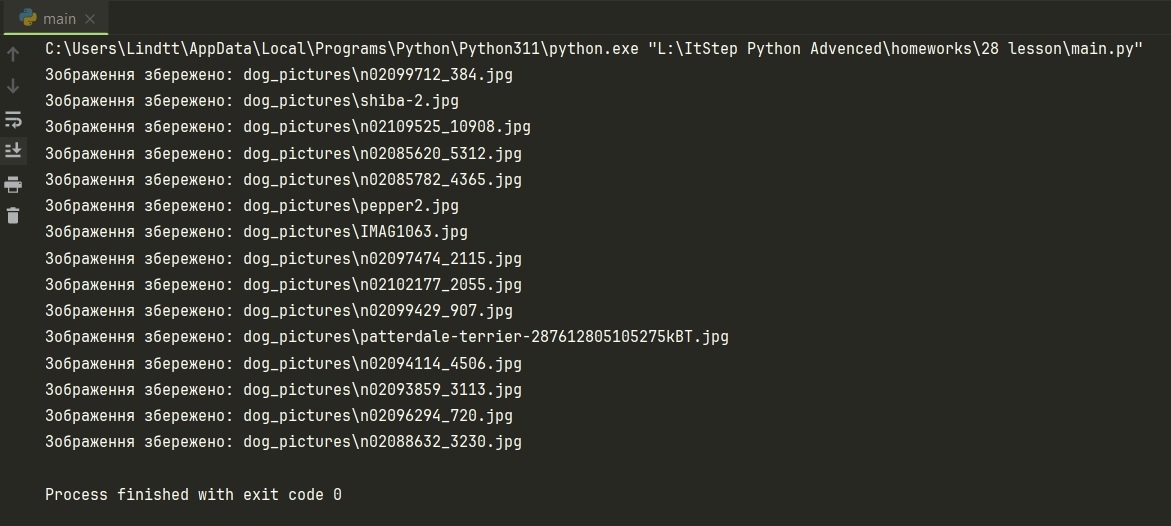 main
C:\Users\Lindtt\AppData\Local\Programs\Python\Python311\python.exe "L:\ItStep Python Advenced\homeworks\28 lesson\main.py"
Зображення збережено: dog_pictures\n02099712_384.jpg
Зображення збережено: dog_pictures\shiba-2.jpg
Зображення збережено: dog_pictures\n02109525_10908.jpg
Зображення збережено: dog_pictures\n02085620_5312.jpg
Зображення збережено: dog_pictures\n02085782_4365.jpg
Зображення збережено: dog_pictures\pepper2.jpg
Зображення збережено: dog_pictures\IMAG1063.jpg
Зображення збережено: dog_pictures\n02097474_2115.jpg
Зображення збережено: dog_pictures\n02102177_2055.jpg
Зображення збережено: dog_pictures\n02099429_907.jpg
Зображення збережено: dog_pictures\patterdale-terrier-287612805105275kBT.jpg
Зображення збережено: dog_pictures\n02094114_4506.jpg
Зображення збережено: dog_pictures\n02093859_3113.jpg
Зображення збережено: dog_pictures\n02096294_720.jpg
Зображення збережено: dog_pictures\n02088632_3230.jpg
Process finished with exit code 0